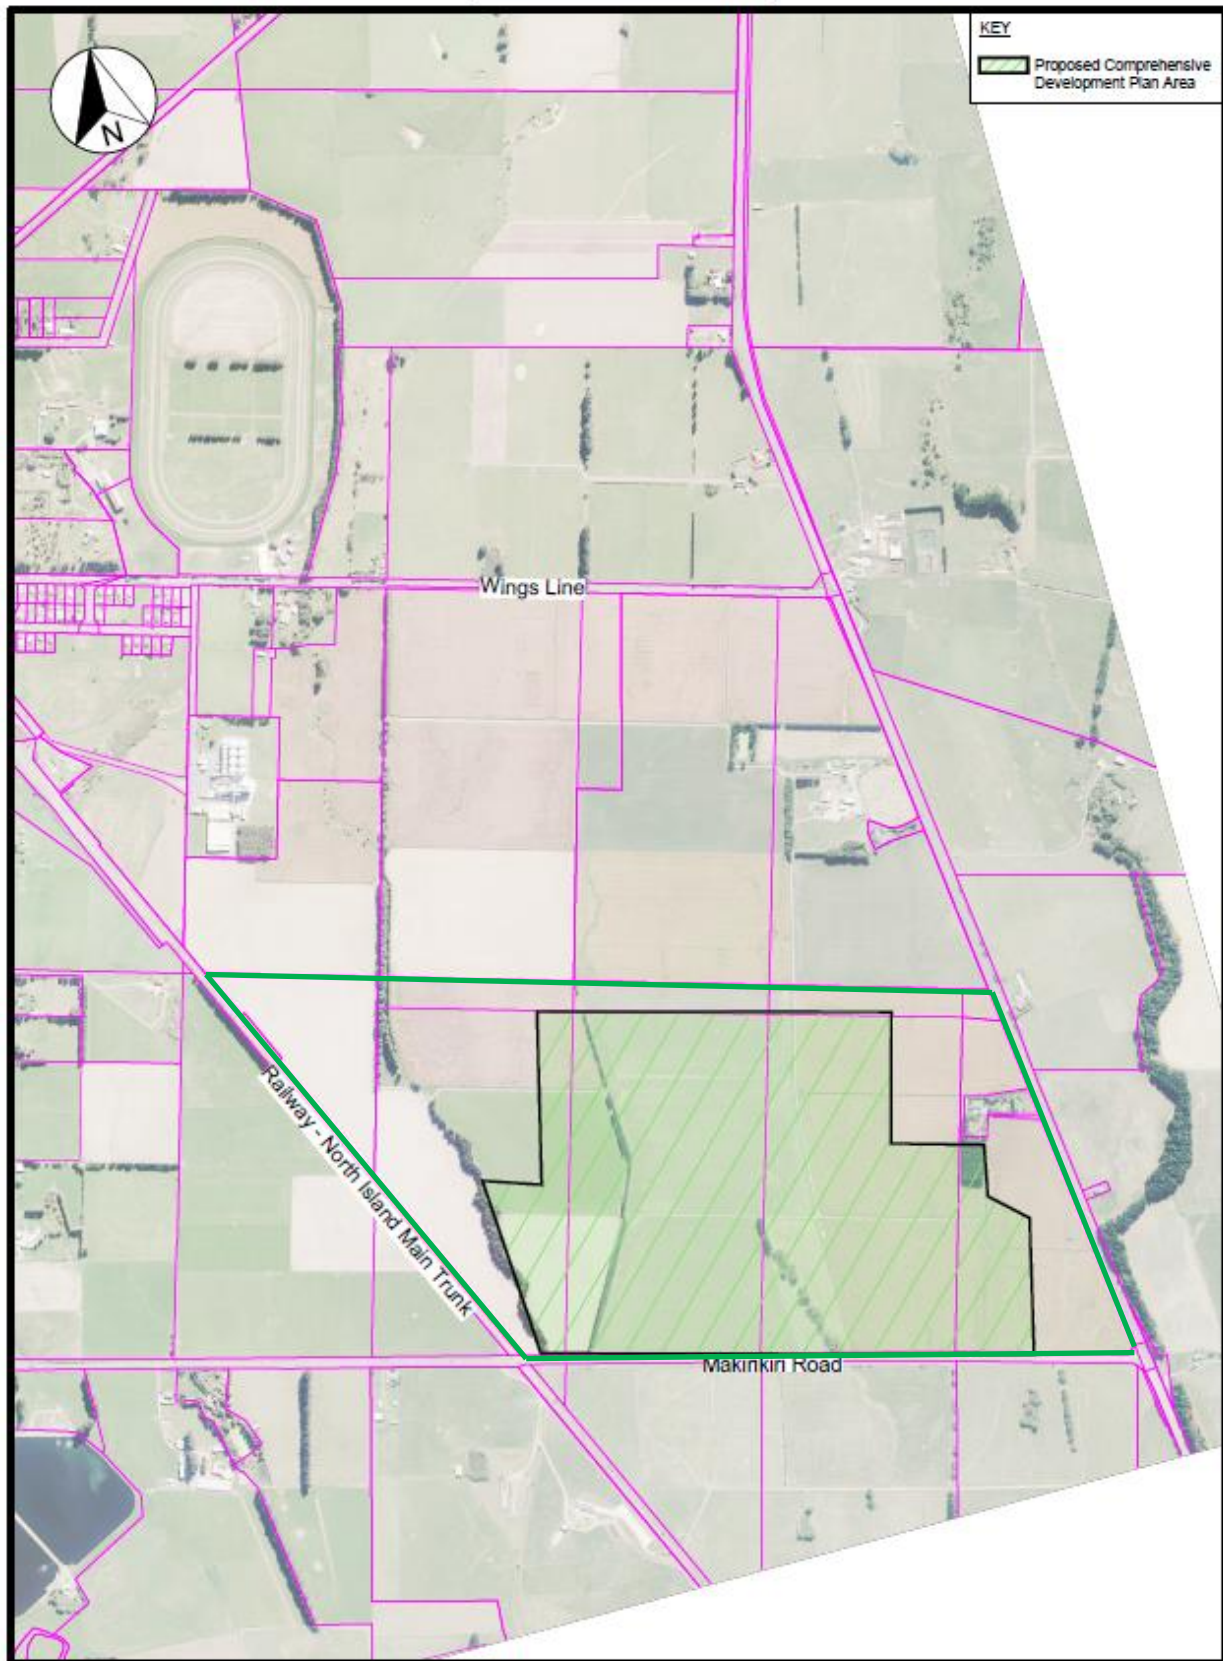 KEY
Proposed Comprehensive
Development Plan Area
N
Wings Line
Railway - North Island Main Trunk
Makirikiri Road